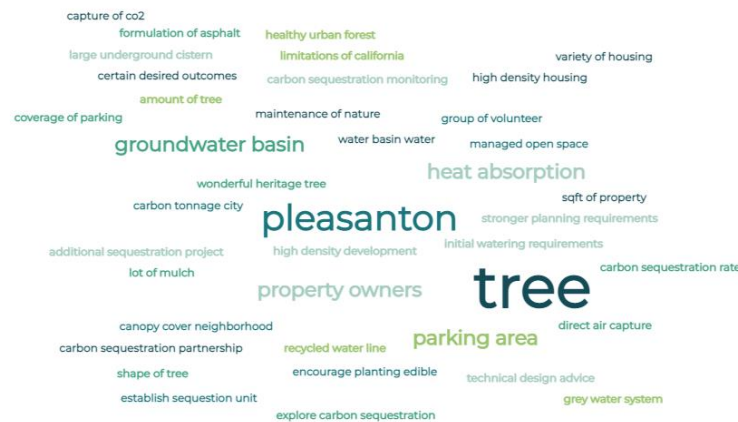 capture of co2
formulation of asphalt
healthy urban forest
large underground cistern
limitations of california
variety of housing
certain desired outcomes
carbon sequestration monitoring
high density housing
amount of tree
maintenance of nature
coverage of parking
group of volunteer
groundwater basin
water basin water
managed open space
heat absorption
wonderful heritage tree
sqft of property
carbon tonnage city
pleasanton
stronger planning requirements
additional sequestration project
high density development
initial watering requirements
lot of mulch
carbon sequestration rate
property owners
tree
canopy cover neighborhood
parking area
direct air capture
carbon sequestration partnership
recycled water line
shape of tree
encourage planting edible
technical design advice
establish sequestion unit
grey water system
explore carbon sequestration